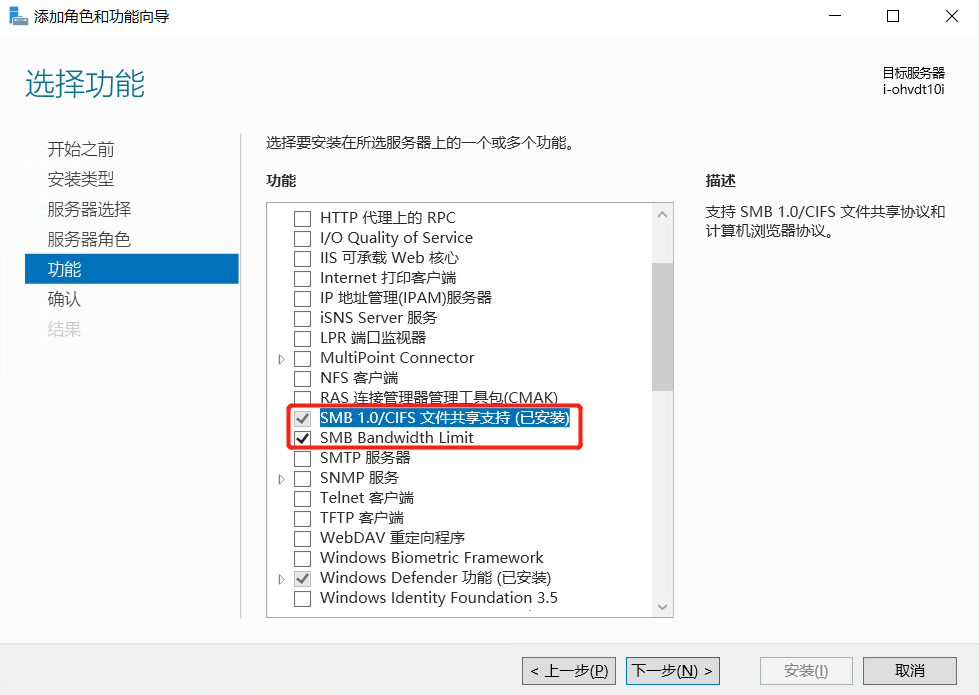 添加角色和功能向导
选择功能
目标服务器
i-ohvdt10i
开始之前
安装类型
服务器选择
服务器角色
功能
确认
结果
选择要安装在所选服务器上的一个或多个功能。
功能
HTTP 代理上的 RPC
I/O Quality of Service
IIS 可承载 Web 核心
Internet 打印客户端
IP 地址管理(IPAM)服务器
iSNS Server 服务
LPR 端口监视器
MultiPoint Connector
NFS 客户端
RAS 连接管理器管理工具包(CMAK)
SMB 1.0/CIFS 文件共享支持 (已安装)
SMB Bandwidth Limit
SMTP 服务器
SNMP 服务
Telnet 客户端
TFTP 客户端
WebDAV 重定向程序
Windows Biometric Framework
Windows Defender 功能 (已安装)
Windows Identity Foundation 3.5
描述
支持 SMB 1.0/CIFS 文件共享协议和
计算机浏览器协议。
< 上一步(P)
下一步(N) >
安装(I)
取消